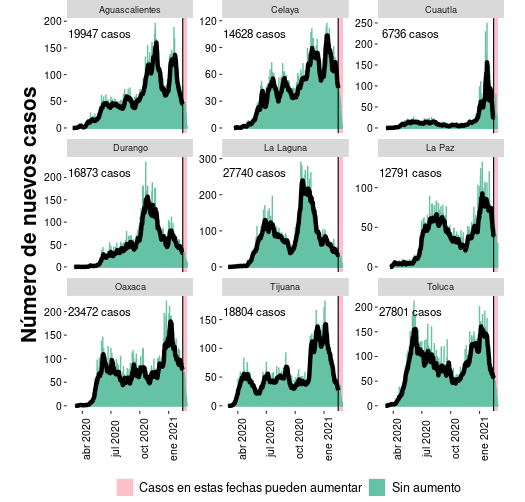 Número de nuevos casos
Aguascalientes
19947 casos
200
150
100
50
0
Celaya
14628 casos
120
90
60
30
0
Cuautla
6736 casos
250
200
150
100
50
0
Durango
16873 casos
200
150
100
50
0
La Laguna
27740 casos
300
200
100
0
La Paz
12791 casos
100
50
0
Oaxaca
23472 casos
200
150
100
50
0
Tijuana
18804 casos
150
100
50
0
Toluca
27801 casos
200
150
100
50
0
abr 2020
jul 2020
oct 2020
ene 2021
abr 2020
jul 2020
oct 2020
ene 2021
abr 2020
jul 2020
oct 2020
ene 2021
Casos en estas fechas pueden aumentar
Sin aumento